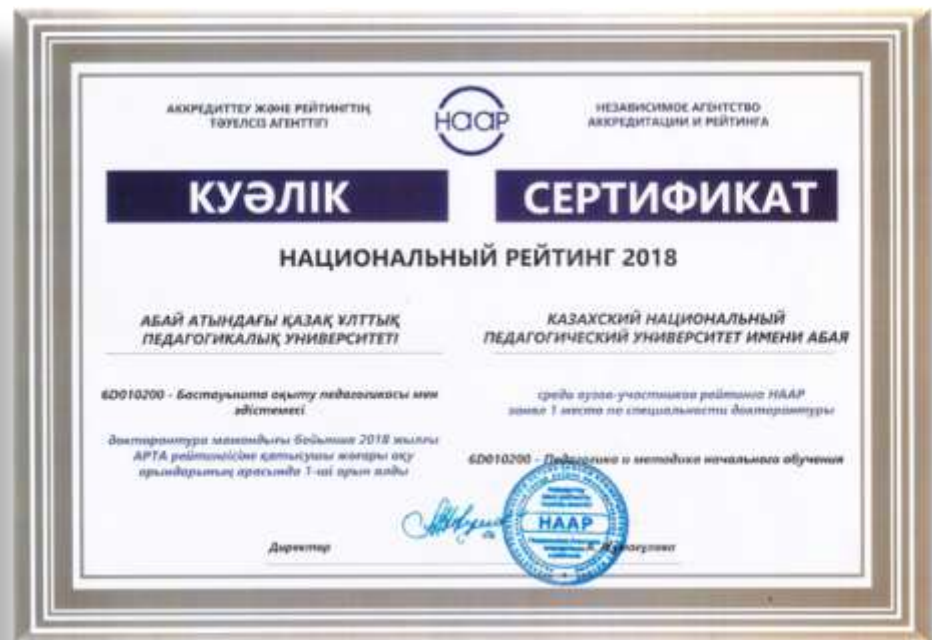 АККРЕДИТТЕУ ЖӘНЕ РЕЙТИНГТІҢ
ТӘУЕЛСІЗ АГЕНТТІГІ
НААР
НЕЗАВИСИМОЕ АГЕНТСТВО
АККРЕДИТАЦИИ И РЕЙТИНГА
КУӘЛІК
СЕРТИФИКАТ
НАЦИОНАЛЬНЫЙ РЕЙТИНГ 2018
АБАЙ АТЫНДАҒЫ ҚАЗАҚ ҰЛТТЫҚ
ПЕДАГОГИКАЛЫҚ УНИВЕРСИТЕТІ
6D010200 - Бастауышта оқыту педагогикасы мен
әдістемесі
докторантура мамандығы бойынша 2018 жылғы
АРТА рейтингісіне қатысушы жоғары оқу
орындарының арасында 1-ші орын алды
КАЗАХСКИЙ НАЦИОНАЛЬНЫЙ
ПЕДАГОГИЧЕСКИЙ УНИВЕРСИТЕТ ИМЕНИ АБАЯ
среди вузов-участников рейтинга НААР
занял 1 место по специальности докторантуры
6D010200 - Педагогика и методика начального обучения
Директор
НААР
Жумагулова